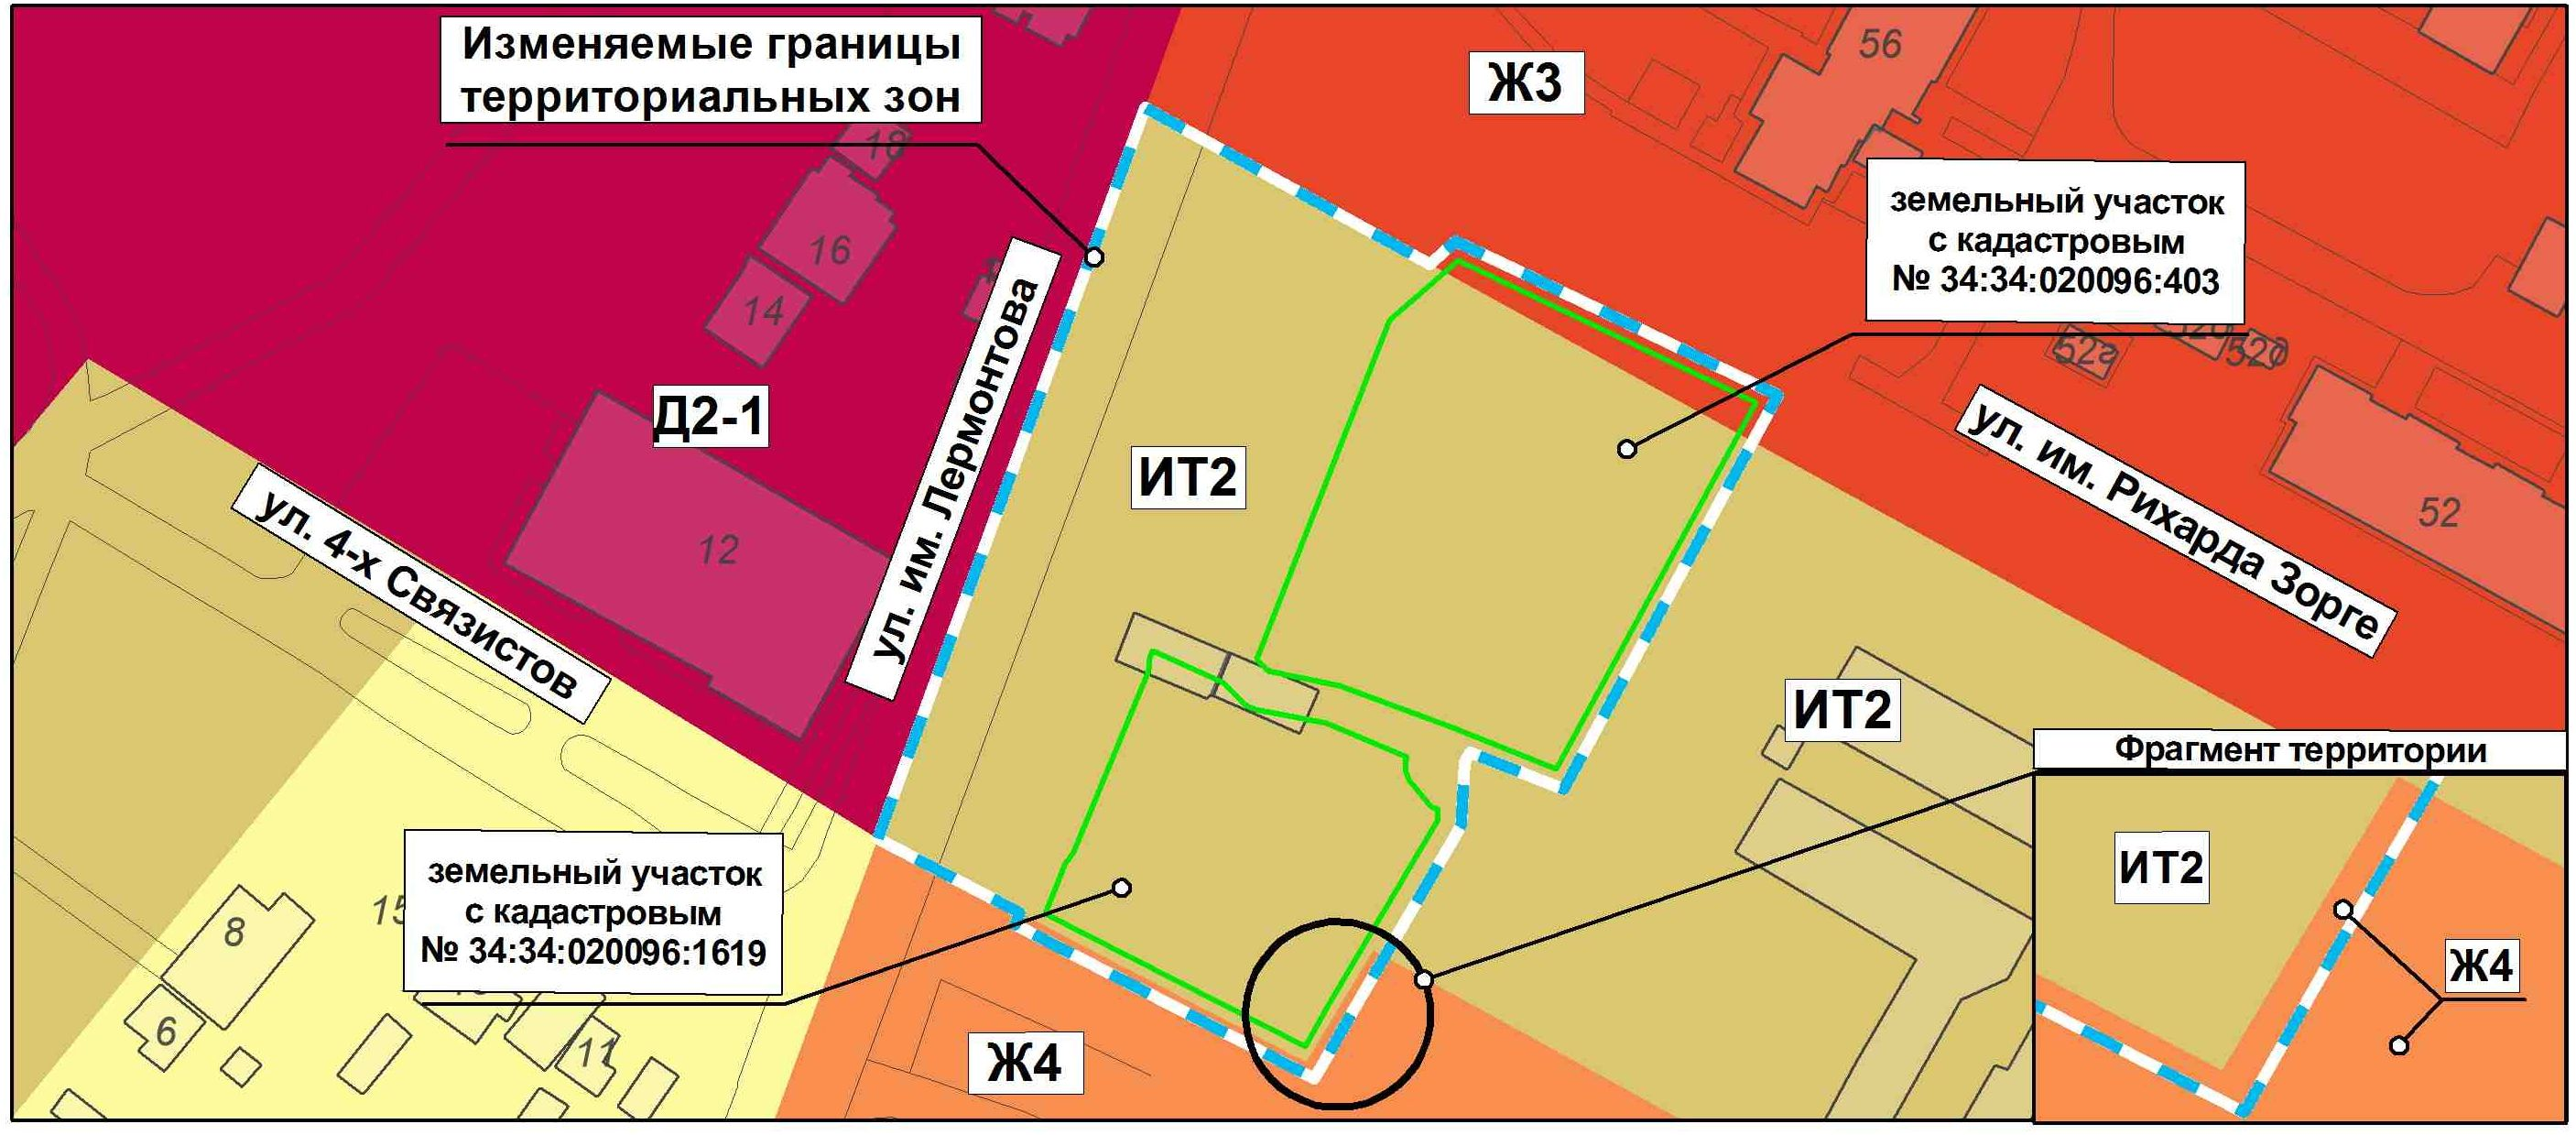 Изменяемые границы
территориальных зон
Ж3
56
18
земельный участок
с кадастровым
№ 34:34:020096:403
16
14
52г
52д
Д2-1
ул. им. Лермонтова
ИТ2
ул. им. Рихарда Зорге
52
ул. 4-х Связистов
12
ИТ2
Фрагмент территории
ИТ2
Ж4
земельный участок
с кадастровым
№ 34:34:020096:1619
8
15
6
11
Ж4